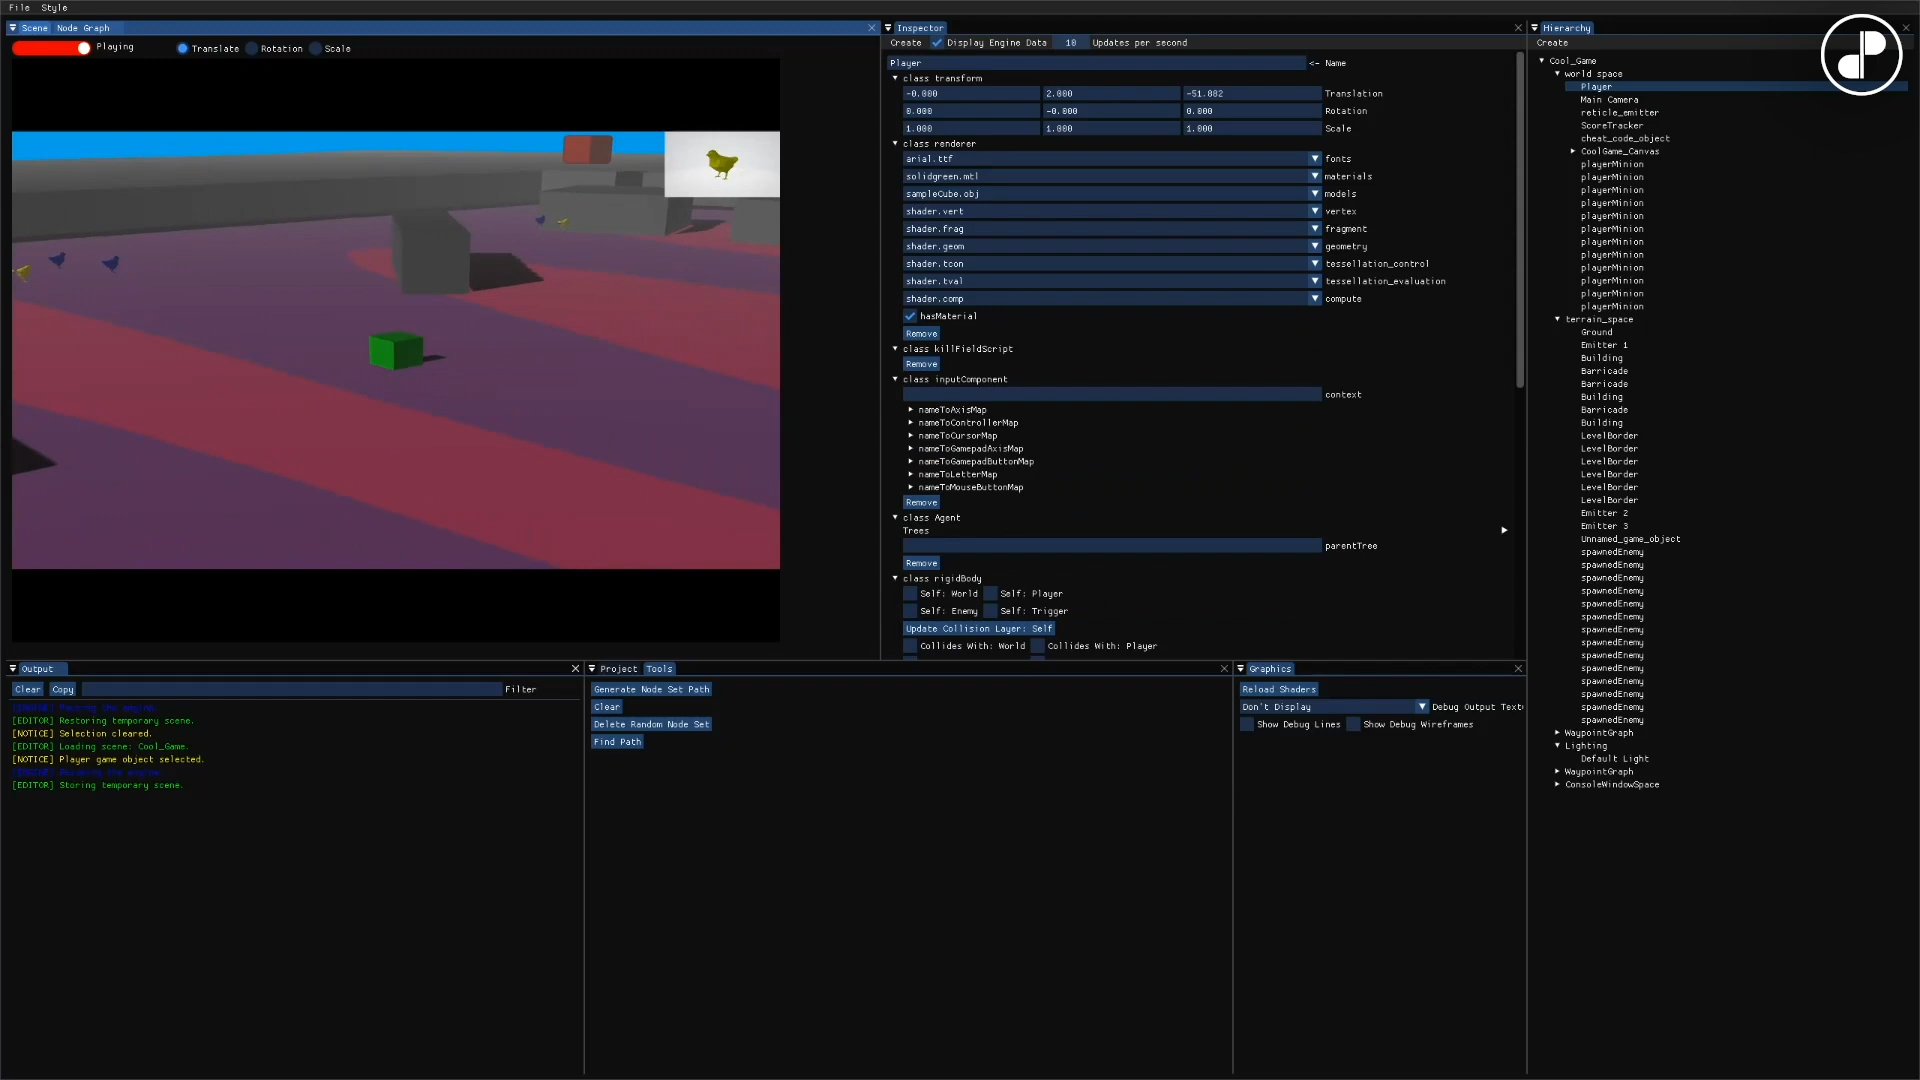 File Style
Scene Node Graph
Playing Translate Rotation Scale
Inspector
Create Display Engine Data 10 Updates per second
Player <- Name
class transform
-0.000 2.000 -51.882 Translation
0.000 -0.000 0.000 Rotation
1.000 1.000 1.000 Scale
class renderer
arial.ttf fonts
solidgreen.mtl materials
sampleCube.obj models
shader.vert vertex
shader.frag fragment
shader.geom geometry
shader.tcon tessellation_control
shader.tval tessellation_evaluation
shader.comp compute
hasMaterial
Remove
class killFieldScript
Remove
class inputComponent
context
nameToAxisMap
nameToControllerMap
nameToCursorMap
nameToGamepadAxisMap
nameToGamepadButtonMap
nameToLetterMap
nameToMouseButtonMap
Remove
class Agent
Trees
parentTree
Remove
class rigidBody
Self: World Self: Player
Self: Enemy Self: Trigger
Update Collision Layer: Self
Collides With: World Collides With: Player
Hierarchy
Create
Cool_Game
world space
Player
Main Camera
reticle_emitter
ScoreTracker
cheat_code_object
CoolGame_Canvas
playerMinion
playerMinion
playerMinion
playerMinion
playerMinion
playerMinion
playerMinion
playerMinion
playerMinion
playerMinion
playerMinion
playerMinion
terrain_space
Ground
Emitter 1
Building
Barricade
Barricade
Building
Barricade
Building
LevelBorder
LevelBorder
LevelBorder
LevelBorder
LevelBorder
LevelBorder
Emitter 2
Emitter 3
Unnamed_game_object
spawnedEnemy
spawnedEnemy
spawnedEnemy
spawnedEnemy
spawnedEnemy
spawnedEnemy
spawnedEnemy
spawnedEnemy
spawnedEnemy
spawnedEnemy
spawnedEnemy
spawnedEnemy
spawnedEnemy
spawnedEnemy
WaypointGraph
Lighting
Default Light
WaypointGraph
ConsoleWindowSpace
Output
Clear Copy Filter
[EDITOR] Restoring temporary scene.
[NOTICE] Selection cleared.
[EDITOR] Loading scene: Cool_Game.
[NOTICE] Player game object selected.
[EDITOR] Storing temporary scene.
Project Tools
Generate Node Set Path
Clear
Delete Random Node Set
Find Path
Graphics
Reload Shaders
Don't Display Debug Output Text
Show Debug Lines Show Debug Wireframes